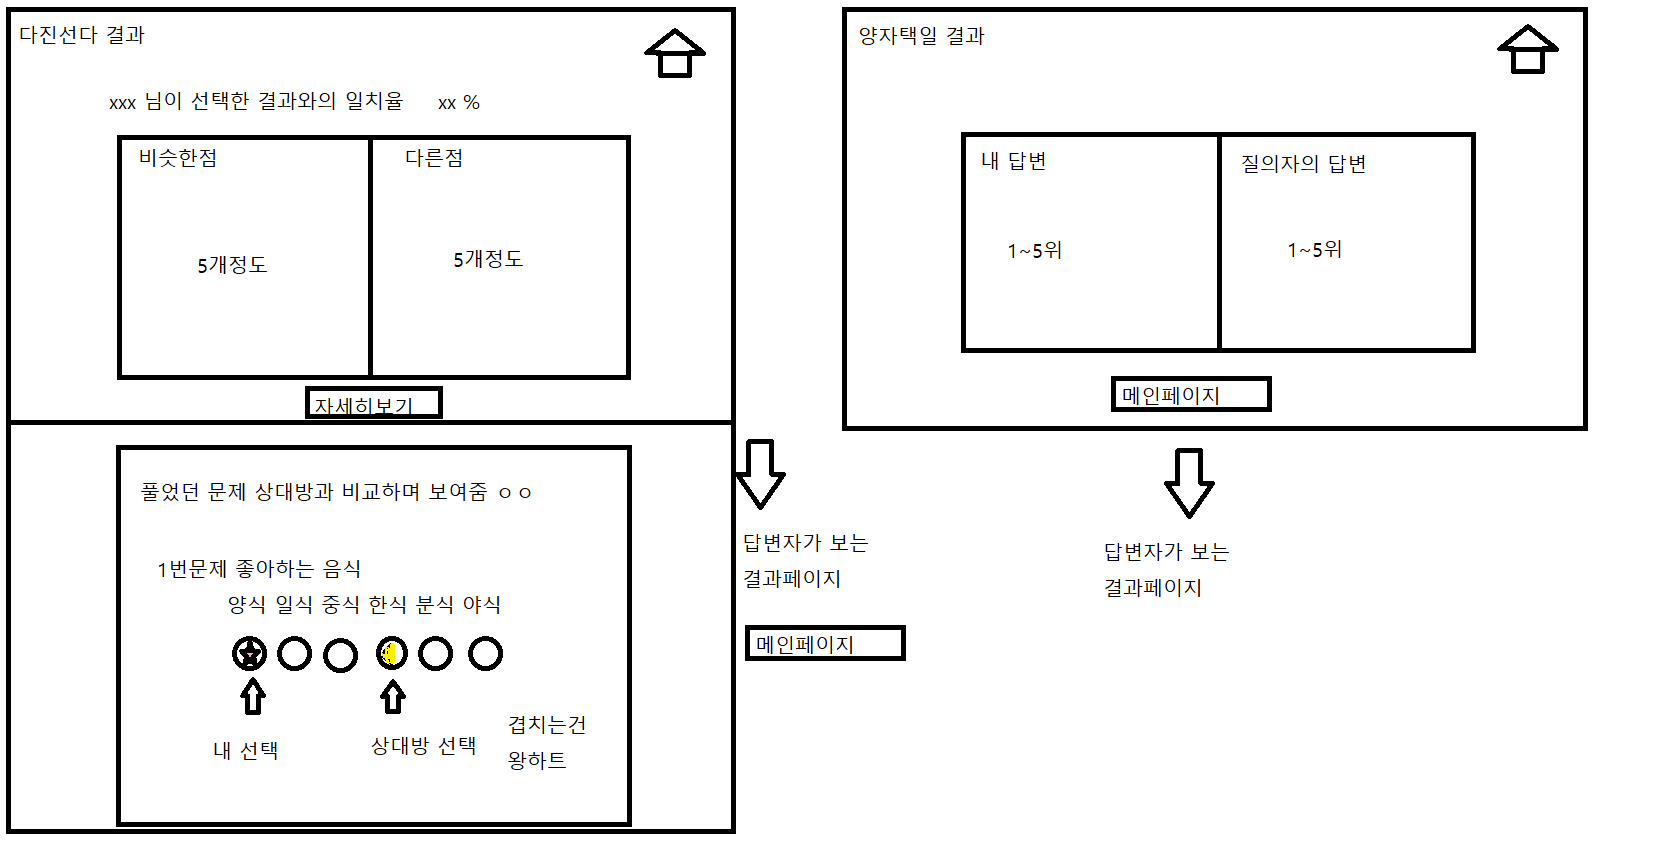 다진선다 결과
xxx 님이 선택한 결과와의 일치율 xx %
비슷한점
다른점
5개정도
5개정도
자세히보기
풀었던 문제 상대방과 비교하며 보여줌 ㅇㅇ
1번문제 좋아하는 음식
양식 일식 중식 한식 분식 야식
내 선택
상대방 선택
겹치는건
왕하트
답변자가 보는
결과페이지
메인페이지
양자택일 결과
내 답변
질의자의 답변
1~5위
1~5위
메인페이지
답변자가 보는
결과페이지